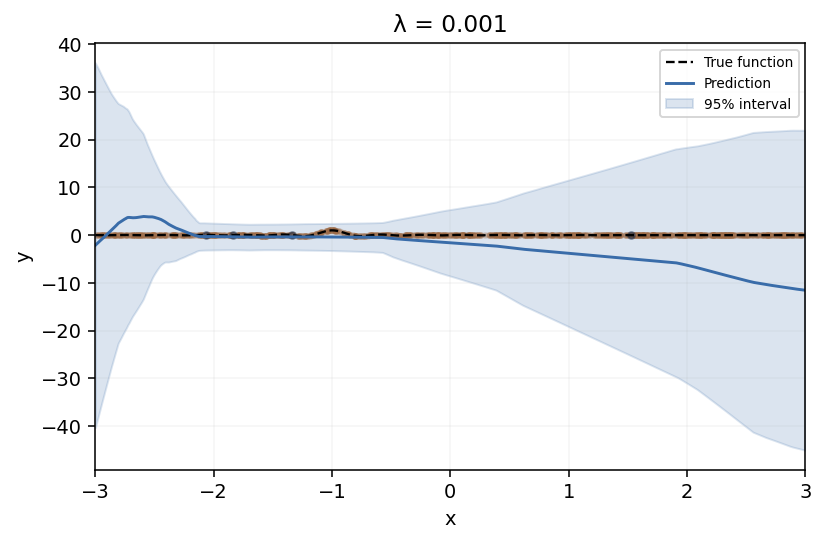 λ = 0.001
40
30
20
10
0
−10
−20
−30
−40
y
True function
Prediction
95% interval
−3
−2
−1
0
1
2
3
x